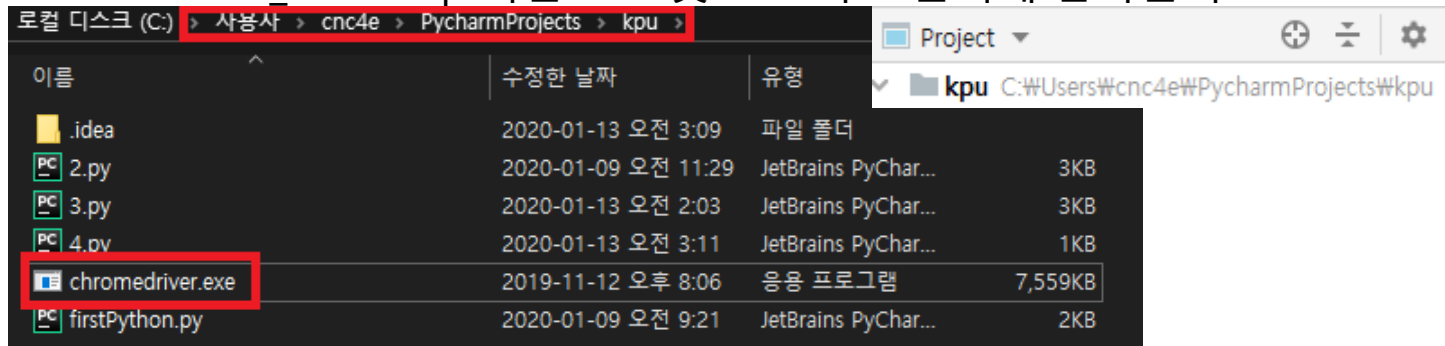 로컬 디스크 (C:) > 사용자 > cnc4e > PycharmProjects > kpu >
Project
kpu C:₩Users₩cnc4e₩PycharmProjects₩kpu
이름 수정한 날짜 유형
.idea 2020-01-13 오전 3:09 파일 폴더
2.py 2020-01-09 오전 11:29 JetBrains PyChar... 3KB
3.py 2020-01-13 오전 2:03 JetBrains PyChar... 3KB
4.py 2020-01-13 오전 3:11 JetBrains PyChar... 1KB
chromedriver.exe 2019-11-12 오후 8:06 응용 프로그램 7,559KB
firstPython.py 2020-01-09 오전 9:21 JetBrains PyChar... 2KB